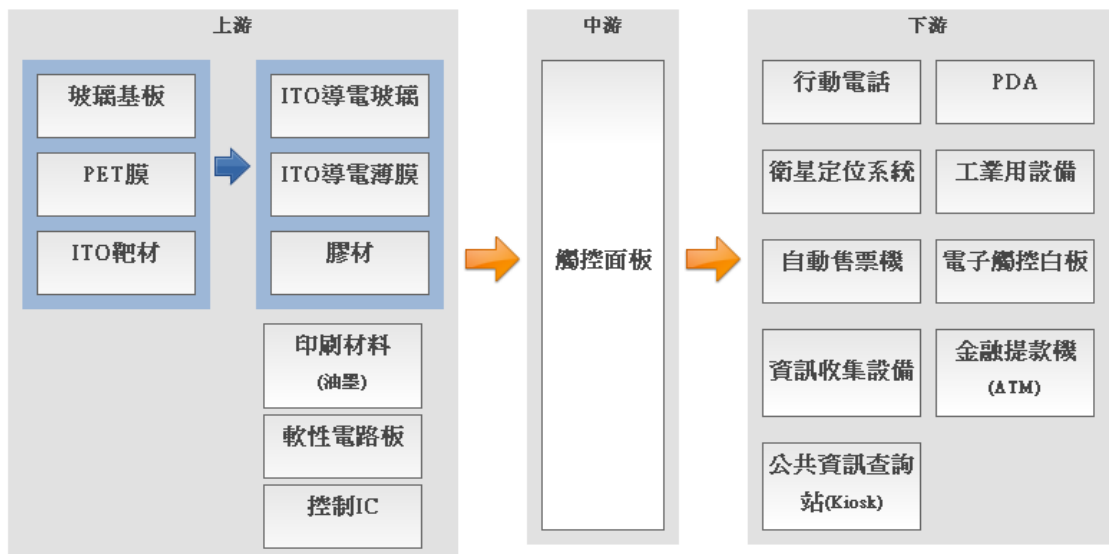 上游
玻璃基板
PET膜
ITO靶材
ITO導電玻璃
ITO導電薄膜
膠材
印刷材料
(油墨)
軟性電路板
控制IC
中游
觸控面板
下游
行動電話
PDA
衛星定位系統
工業用設備
自動售票機
電子觸控白板
資訊收集設備
金融提款機
(ATM)
公共資訊查詢
站(Kiosk)